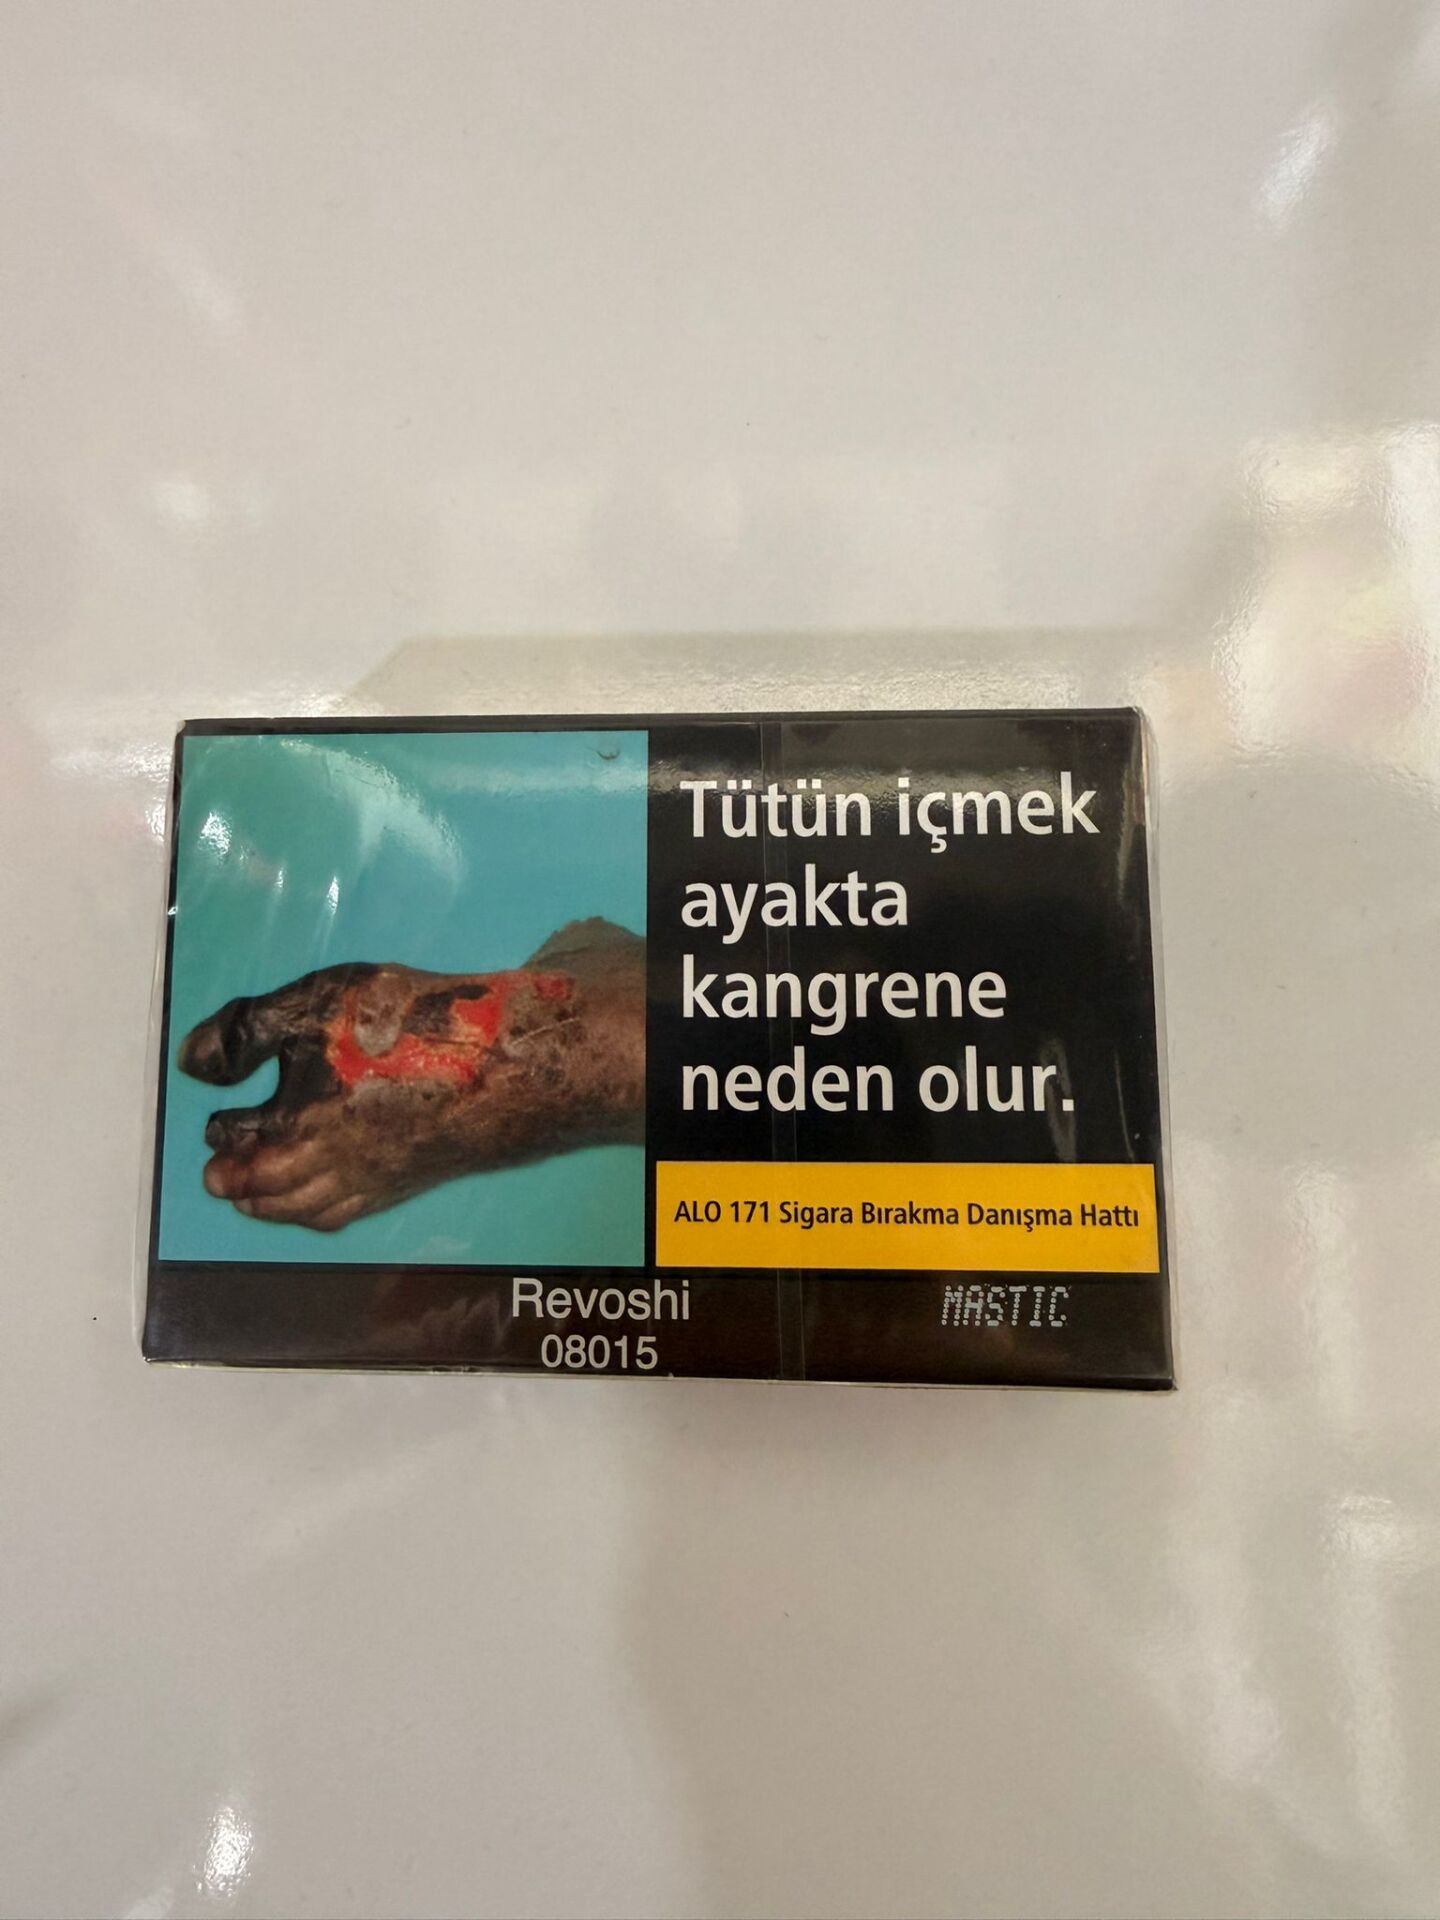 Tütün içmek
ayakta
kangrene
neden olur.
ALO 171 Sigara Bırakma Danışma Hattı
Revoshi
08015
MASTIC